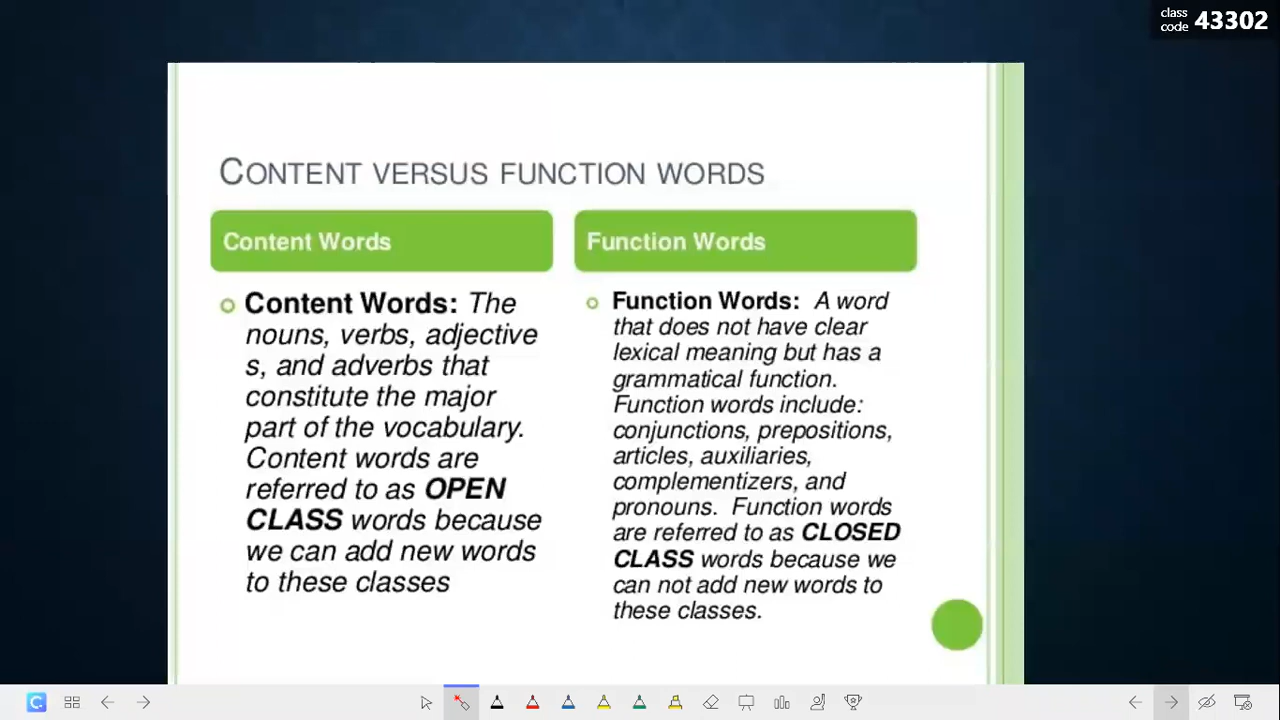 class
code 43302
CONTENT VERSUS FUNCTION WORDS
Content Words
Content Words: The
nouns, verbs, adjective
s, and adverbs that
constitute the major
part of the vocabulary.
Content words are
referred to as OPEN
CLASS words because
we can add new words
to these classes
Function Words
Function Words: A word
that does not have clear
lexical meaning but has a
grammatical function.
Function words include:
conjunctions, prepositions,
articles, auxiliaries,
complementizers, and
pronouns. Function words
are referred to as CLOSED
CLASS words because we
can not add new words to
these classes.